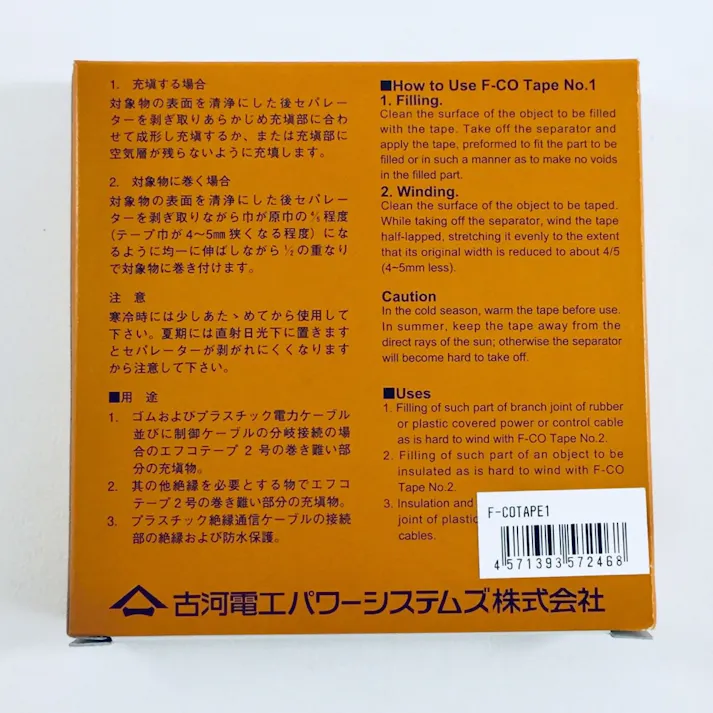 1. 充塡する場合
対象物の表面を清浄にした後セパレー
ターを剥ぎ取りあらかじめ充塡部に合わ
せて成形し充塡するか、または充塡部に
空気層が残らないように充填します。
2. 対象物に巻く場合
対象物の表面を清浄にした後セパレー
ターを剥ぎ取りながら巾が原巾の⅘程度
(テープ巾が4〜5㎜狭くなる程度)にな
るように均一に伸ばしながら½の重なり
で対象物に巻き付けます。
注 意
寒冷時には少しあたゝめてから使用して
下さい。夏期には直射日光下に置きます
とセパレーターが剥がれにくくなります
から注意して下さい。
■用 途
1. ゴムおよびプラスチック電力ケーブル
並びに制御ケーブルの分岐接続の場
合のエフコテープ2号の巻き難い部
分の充塡物。
2. その他絶縁を必要とする物でエフコ
テープ2号の巻き難い部分の充塡物。
3. プラスチック絶縁通信ケーブルの接続
部の絶縁および防水保護。
■How to Use F-CO Tape No.1
1. Filling.
Clean the surface of the object to be filled
with the tape. Take off the separator and
apply the tape, preformed to fit the part to be
filled or in such a manner as to make no voids
in the filled part.
2. Winding.
Clean the surface of the object to be taped.
While taking off the separator, wind the tape
half-lapped, stretching it evenly to the extent
that its original width is reduced to about 4/5
(4~5mm less).
Caution
In the cold season, warm the tape before use.
In summer, keep the tape away from the
direct rays of the sun; otherwise the separator
will become hard to take off.
■Uses
1. Filling of such part of branch joint of rubber
or plastic covered power or control cable
as is hard to wind with F-CO Tape No.2.
2. Filling of such part of an object to be
insulated as is hard to wind with F-CO
Tape No.2.
3. Insulation and
joint of plastic
cables.
F-COTAPE1
4 571393 572468
古河電工パワーシステムズ株式会社